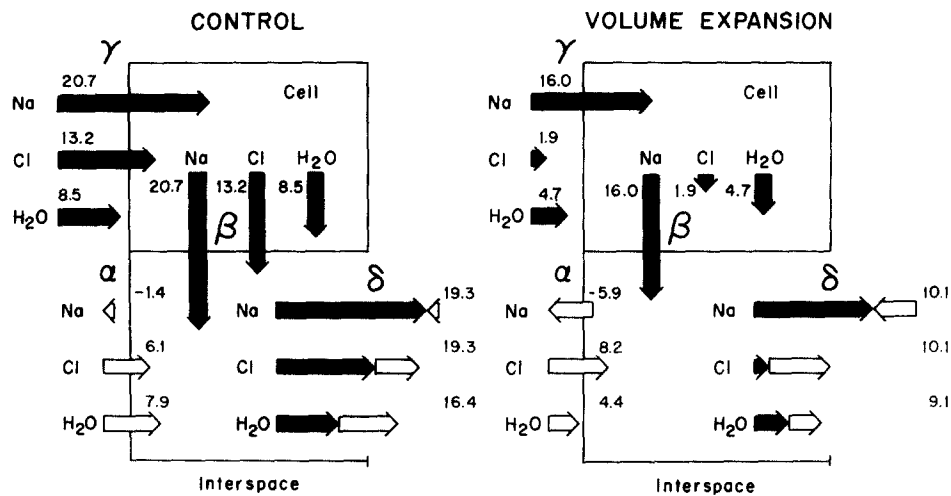 CONTROL
γ
20.7
Na
Cell
13.2
Cl
Na Cl H₂O
8.5
20.7 13.2 8.5
H₂O
β
α
δ
-1.4
19.3
Na
Na
6.1
19.3
Cl
Cl
7.9
16.4
H₂O
H₂O
Interspace
VOLUME EXPANSION
γ
16.0
Na
Cell
1.9
Cl
Na Cl H₂O
4.7
16.0 1.9 4.7
H₂O
β
α
δ
-5.9
10.1
Na
Na
8.2
10.1
Cl
Cl
4.4
9.1
H₂O
H₂O
Interspace